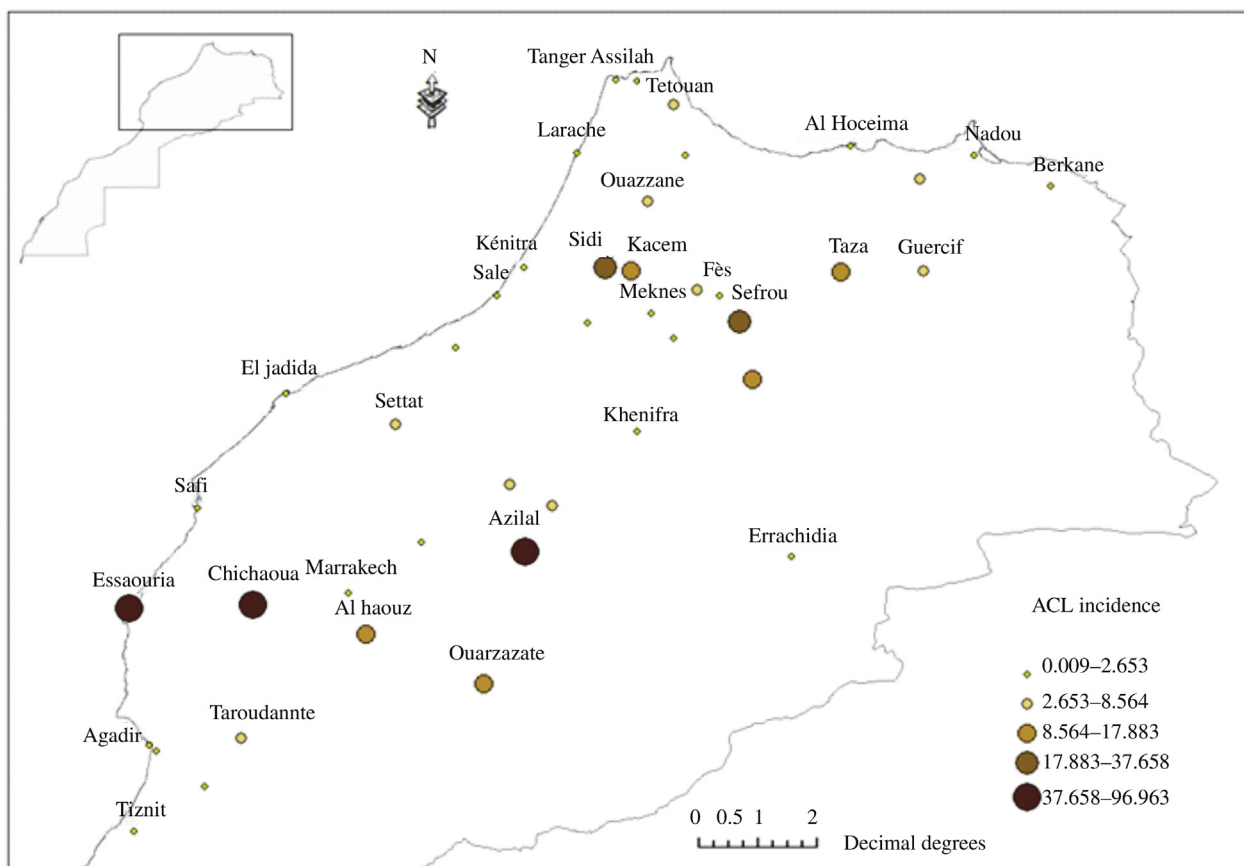 N
Tanger Assilah
Tetouan
Larache
Al Hoceima
Nadou
Berkane
Ouazzane
Kénitra
Sidi
Kacem
Taza
Guercif
Sale
Fès
Meknes
Sefrou
El jadida
Settat
Khenifra
Safi
Azilal
Errachidia
Essaouria
Chichaoua
Marrakech
Al haouz
Ouarzazate
Taroudannte
Agadir
Tiznit
ACL incidence
0.009–2.653
2.653–8.564
8.564–17.883
17.883–37.658
37.658–96.963
0 0.5 1 2
Decimal degrees